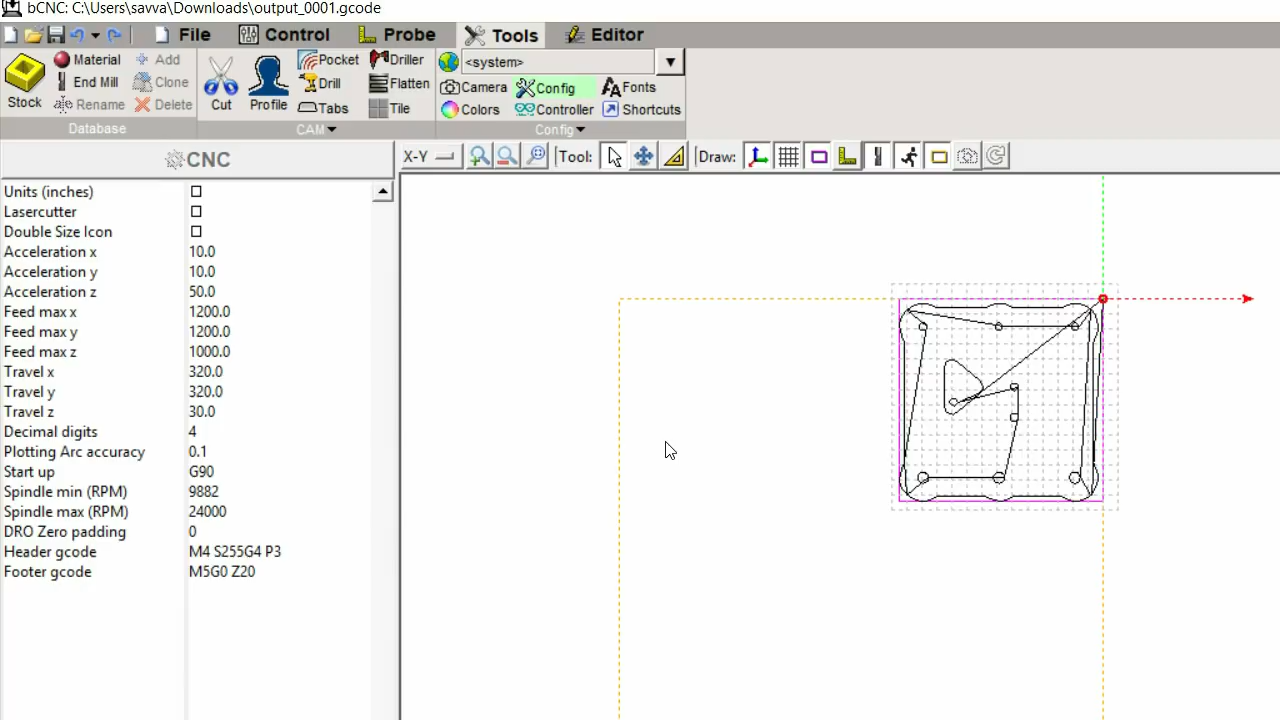 bCNC: C:\Users\savva\Downloads\output_0001.gcode
File Control Probe Tools Editor
Stock
Material Add
End Mill Clone
Rename Delete
Database
Cut Profile
Pocket Driller
Drill Flatten
Tabs Tile
CAM
<system>
Camera Config Fonts
Colors Controller Shortcuts
Config
CNC
X-Y Tool: Draw:
Units (inches)
Lasercutter
Double Size Icon
Acceleration x 10.0
Acceleration y 10.0
Acceleration z 50.0
Feed max x 1200.0
Feed max y 1200.0
Feed max z 1000.0
Travel x 320.0
Travel y 320.0
Travel z 30.0
Decimal digits 4
Plotting Arc accuracy 0.1
Start up G90
Spindle min (RPM) 9882
Spindle max (RPM) 24000
DRO Zero padding 0
Header gcode M4 S255G4 P3
Footer gcode M5G0 Z20